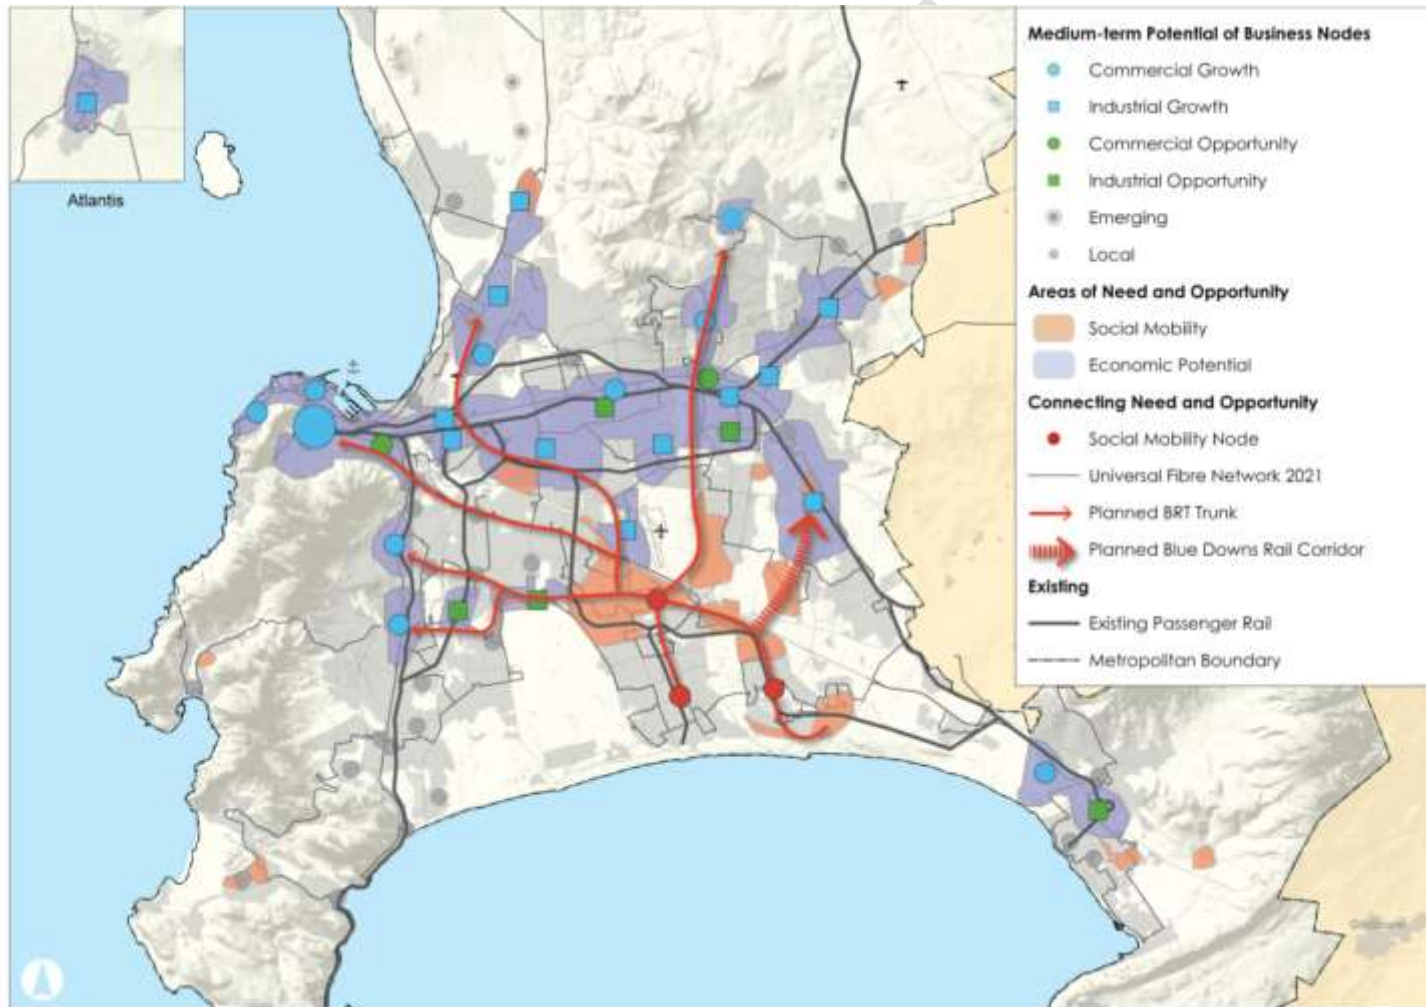 Atlantis
Medium-term Potential of Business Nodes
Commercial Growth
Industrial Growth
Commercial Opportunity
Industrial Opportunity
Emerging
Local
Areas of Need and Opportunity
Social Mobility
Economic Potential
Connecting Need and Opportunity
Social Mobility Node
Universal Fibre Network 2021
Planned BRT Trunk
Planned Blue Downs Rail Corridor
Existing
Existing Passenger Rail
Metropolitan Boundary